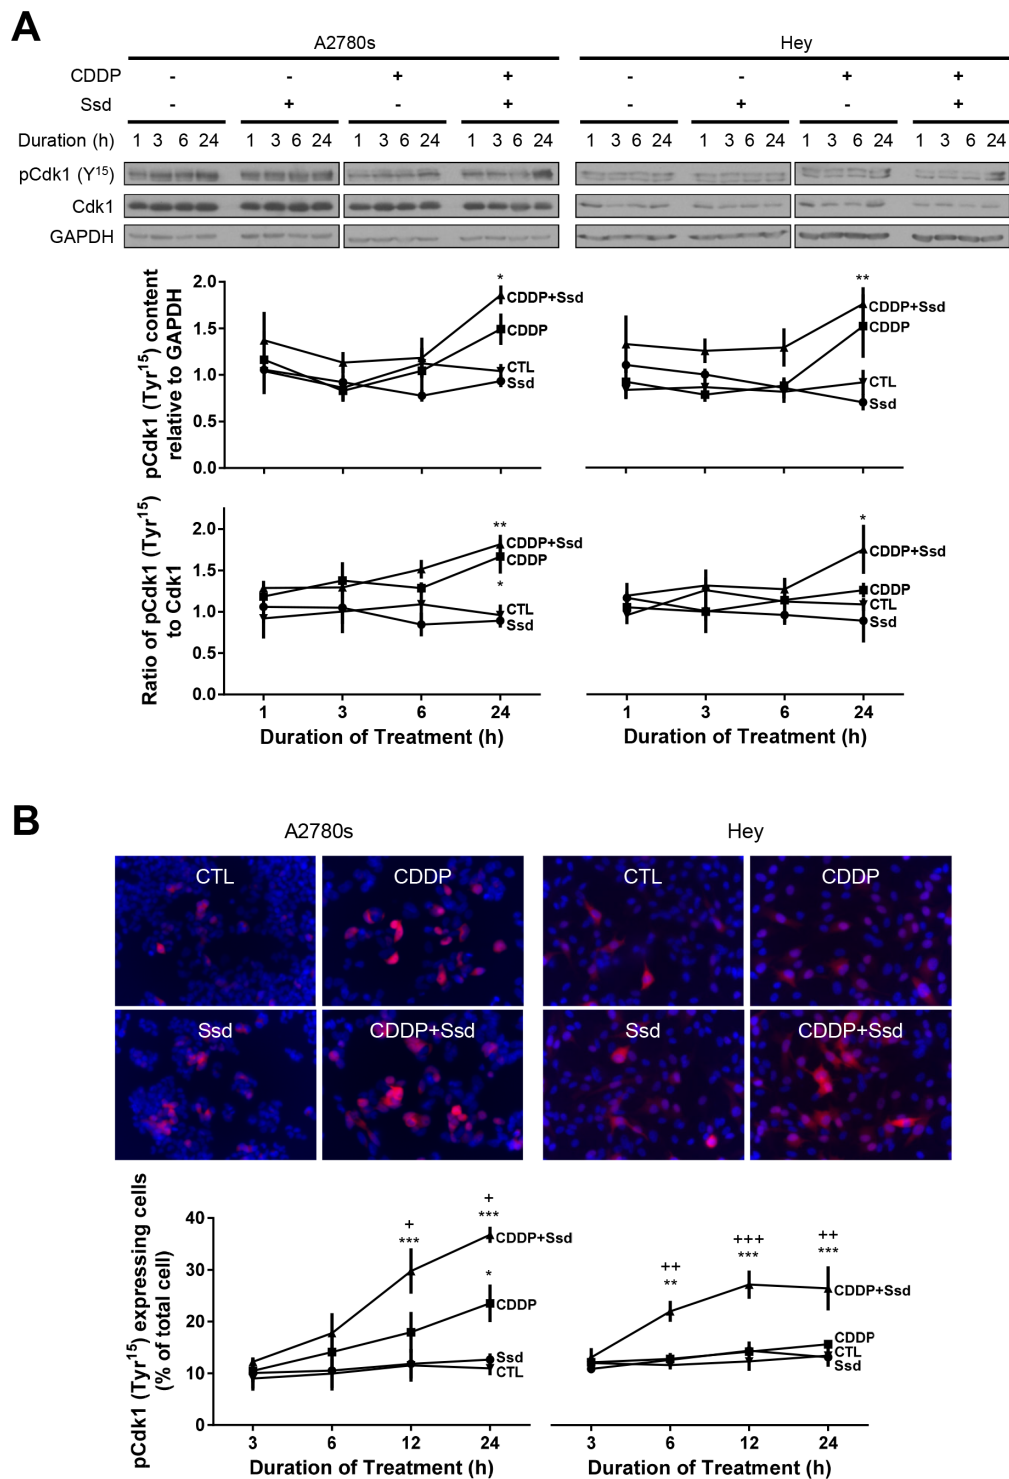 A
A2780s Hey
CDDP - - + + - - + +
Ssd - + - + - + - +
Duration (h) 1 3 6 24 1 3 6 24 1 3 6 24 1 3 6 24 1 3 6 24 1 3 6 24 1 3 6 24 1 3 6 24
pCdk1 (Y15)
Cdk1
GAPDH
pCdk1 (Tyr15) content
relative to GAPDH
2.0
1.5
1.0
0.5
0.0
*
CDDP+Ssd
CDDP
CTL
Ssd
**
CDDP+Ssd
CDDP
CTL
Ssd
Ratio of pCdk1 (Tyr15)
to Cdk1
2.0
1.5
1.0
0.5
0.0
**
CDDP+Ssd
CDDP
*
CTL
Ssd
*
CDDP+Ssd
CDDP
CTL
Ssd
1 3 6 24 1 3 6 24
Duration of Treatment (h) Duration of Treatment (h)
B
A2780s Hey
CTL CDDP CTL CDDP
Ssd CDDP+Ssd Ssd CDDP+Ssd
pCdk1 (Tyr15) expressing cells
(% of total cell)
40
30
20
10
0
+
***
+
***
CDDP+Ssd
*
CDDP
Ssd
CTL
++
**
+++
***
++
***
CDDP+Ssd
CDDP
CTL
Ssd
3 6 12 24 3 6 12 24
Duration of Treatment (h) Duration of Treatment (h)